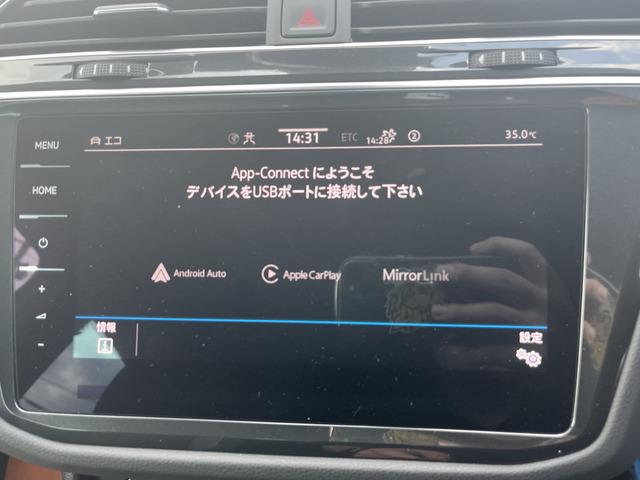 MENU
エコ
14:31
ETC
14:28
2
35.0℃
App-Connect にようこそ
デバイスをUSBポートに接続して下さい
HOME
Android Auto
Apple CarPlay
MirrorLink
+
-
情報
設定